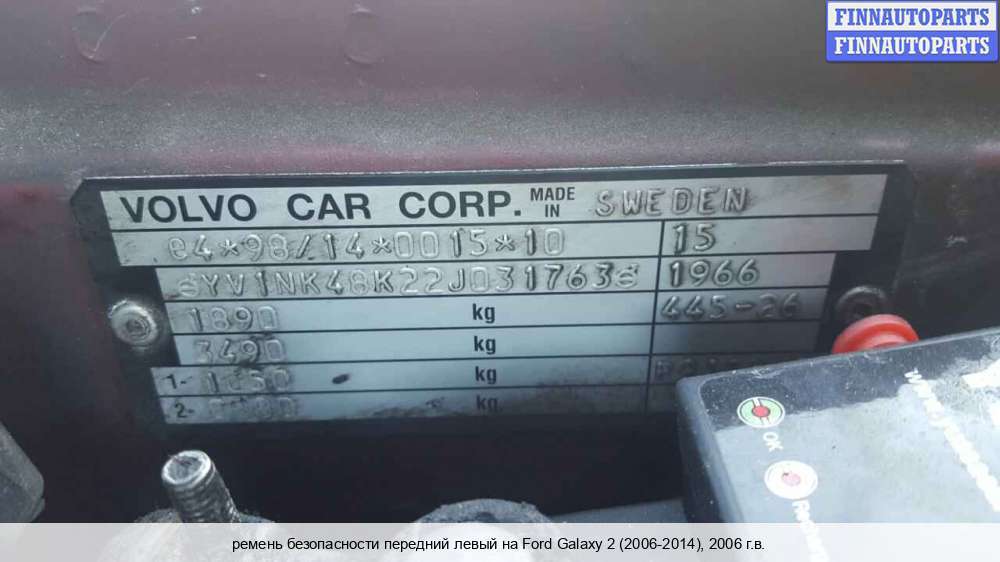 FINNAUTOPARTS
FINNAUTOPARTS
VOLVO CAR CORP. MADE IN SWEDEN
e4*98/14*0015*10 15
YV1NK48K22J031763 1966
1890 kg 445-26
3490 kg
1- kg
2- kg
OK
ремень безопасности передний левый на Ford Galaxy 2 (2006-2014), 2006 г.в.